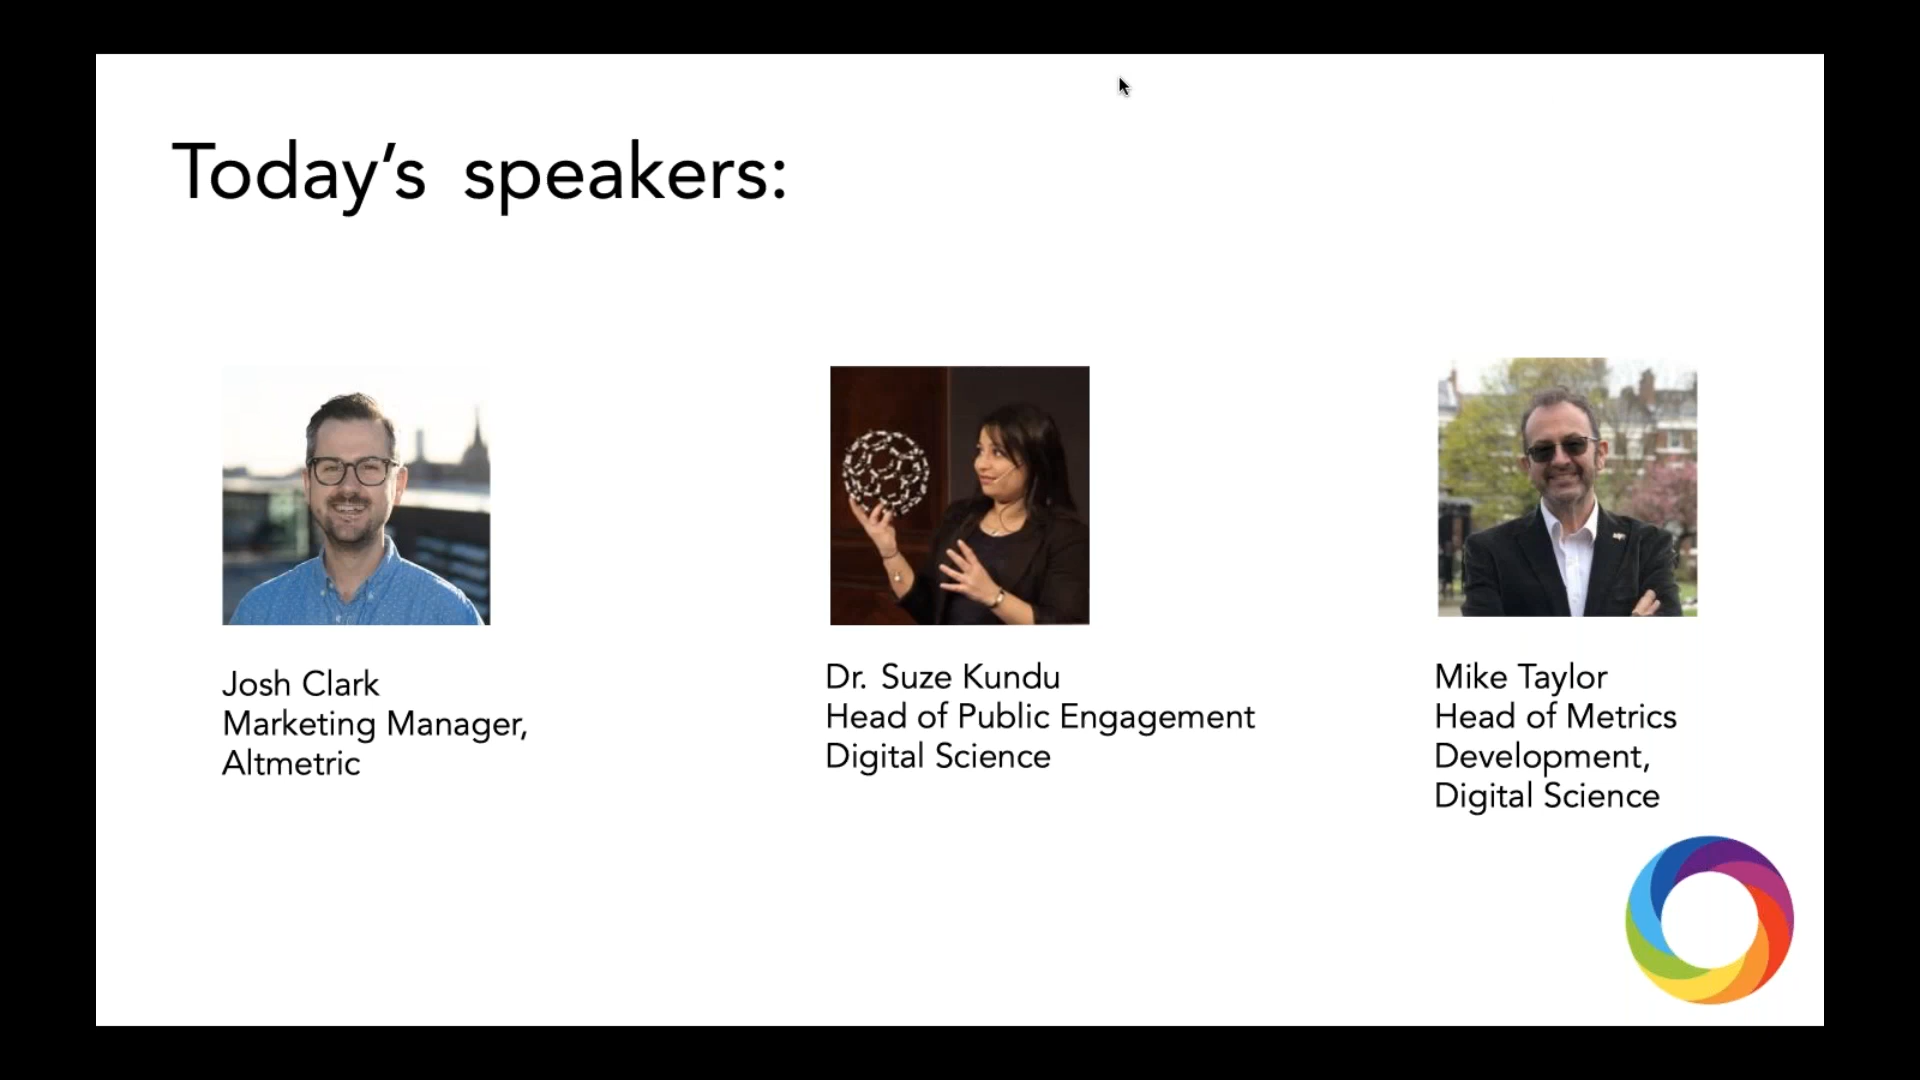 Today’s speakers:
Josh Clark
Marketing Manager,
Altmetric
Dr. Suze Kundu
Head of Public Engagement
Digital Science
Mike Taylor
Head of Metrics
Development,
Digital Science